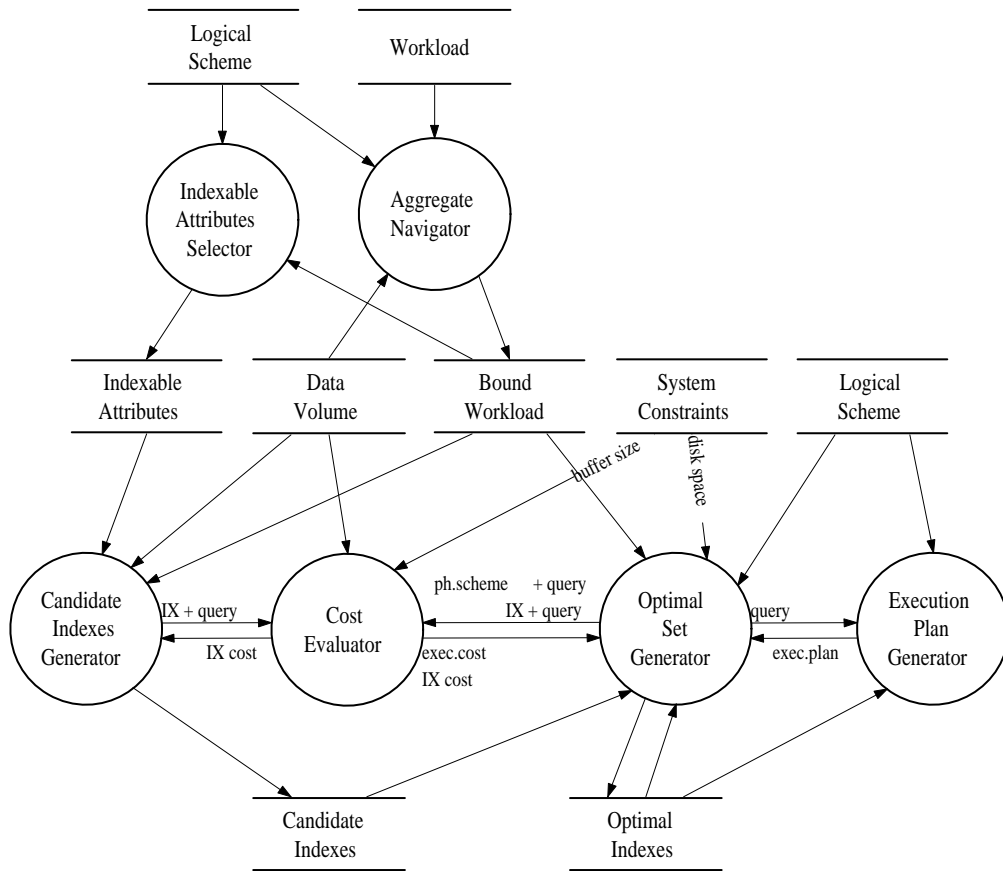 Logical
Scheme
Workload
Indexable
Attributes
Selector
Aggregate
Navigator
Indexable
Attributes
Data
Volume
Bound
Workload
System
Constraints
Logical
Scheme
buffer size
disk space
Candidate
Indexes
Generator
IX + query
IX cost
Cost
Evaluator
ph.scheme + query
IX + query
exec.cost
IX cost
Optimal
Set
Generator
query
exec.plan
Execution
Plan
Generator
Candidate
Indexes
Optimal
Indexes